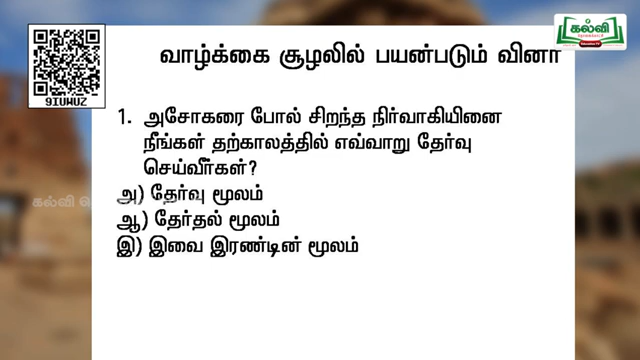 கல்வி
வாழ்க்கை சூழலில் பயன்படும் வினா
9IUWUZ
1. அசோகரை போல் சிறந்த நிர்வாகியினை
நீங்கள் தற்காலத்தில் எவ்வாறு தேர்வு
செய்வீர்கள்?
அ) தேர்வு மூலம்
கல்வி
ஆ) தேர்தல் மூலம்
இ) இவை இரண்டின் மூலம்